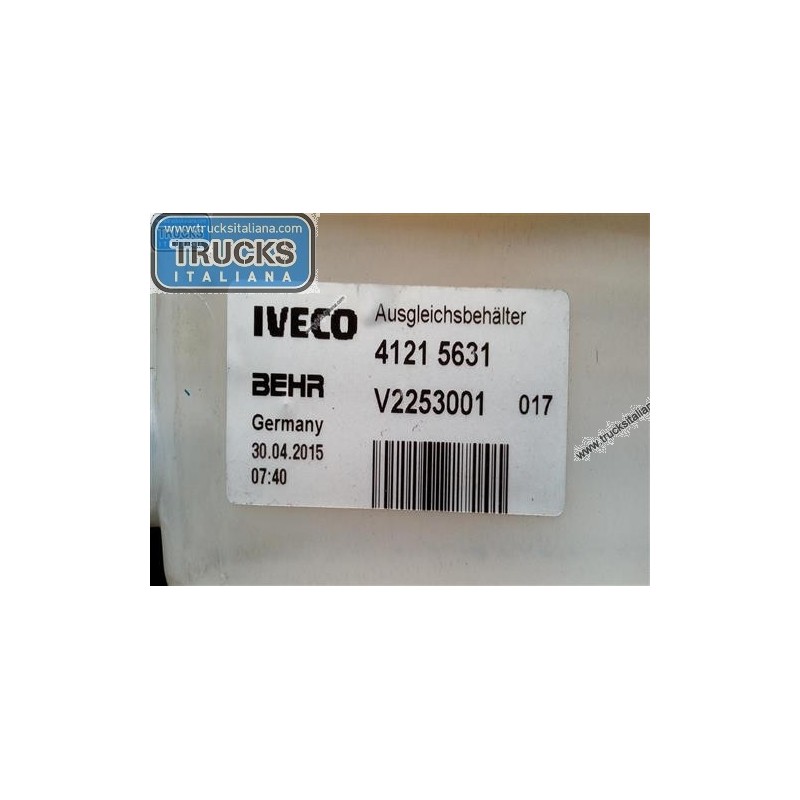 www.trucksitaliana.com
TRUCKS
ITALIANA
IVECO
Ausgleichsbehälter
4121 5631
BEHR
V2253001 017
Germany
30.04.2015
07:40
www.trucksitaliana.